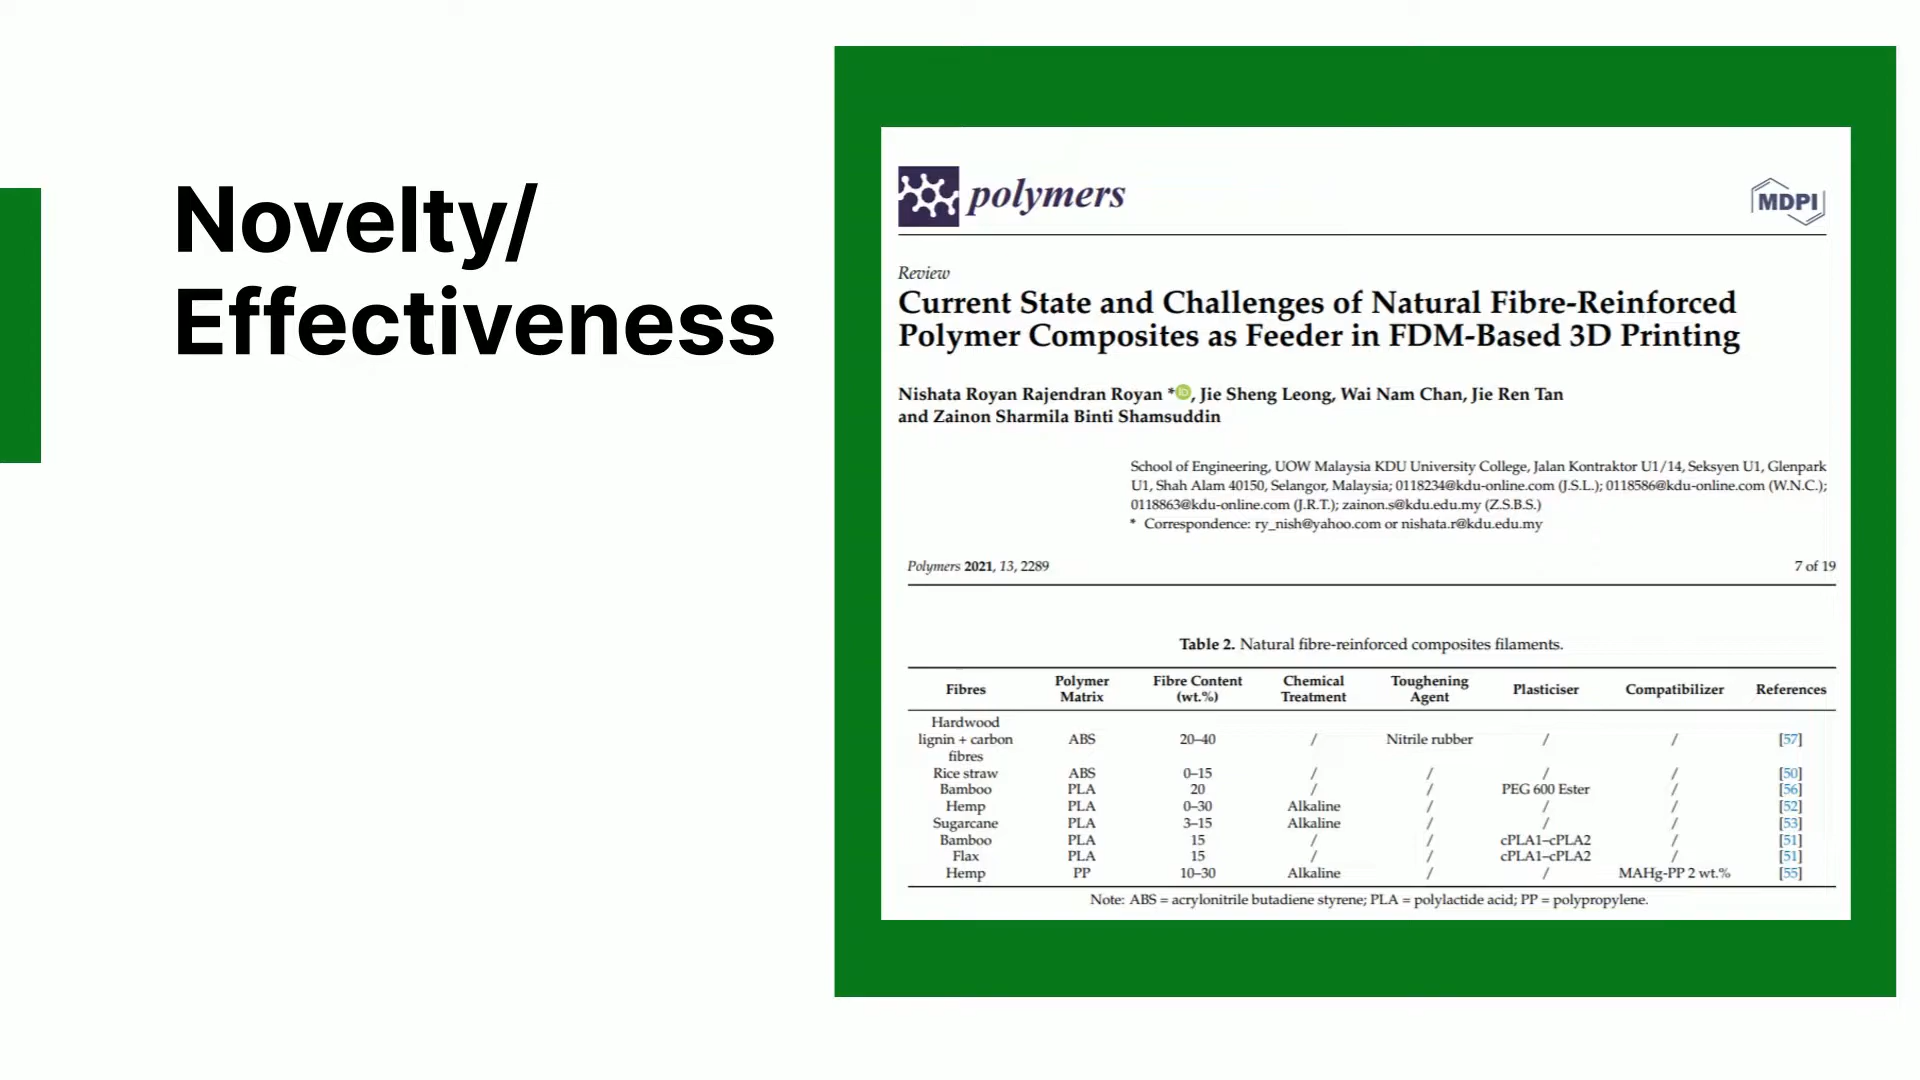 Novelty/
Effectiveness
polymers
MDPI
Review
Current State and Challenges of Natural Fibre-Reinforced
Polymer Composites as Feeder in FDM-Based 3D Printing
Nishata Royan Rajendran Royan * iD, Jie Sheng Leong, Wai Nam Chan, Jie Ren Tan
and Zainon Sharmila Binti Shamsuddin
School of Engineering, UOW Malaysia KDU University College, Jalan Kontraktor U1/14, Seksyen U1, Glenpark
U1, Shah Alam 40150, Selangor, Malaysia; 0118234@kdu-online.com (J.S.L.); 0118586@kdu-online.com (W.N.C.);
0118863@kdu-online.com (J.R.T.); zainon.s@kdu.edu.my (Z.S.B.S.)
* Correspondence: ry_nish@yahoo.com or nishata.r@kdu.edu.my
Polymers 2021, 13, 2289 7 of 19
Table 2. Natural fibre-reinforced composites filaments.
Fibres Polymer Matrix Fibre Content (wt.%) Chemical Treatment Toughening Agent Plasticiser Compatibilizer References
Hardwood lignin + carbon fibres ABS 20–40 / Nitrile rubber / / [57]
Rice straw ABS 0–15 / / / / [50]
Bamboo PLA 20 / / PEG 600 Ester / [56]
Hemp PLA 0–30 Alkaline / / / [52]
Sugarcane PLA 3–15 Alkaline / / / [53]
Bamboo PLA 15 / / cPLA1–cPLA2 / [51]
Flax PLA 15 / / cPLA1–cPLA2 / [51]
Hemp PP 10–30 Alkaline / / MAHg-PP 2 wt.% [55]
Note: ABS = acrylonitrile butadiene styrene; PLA = polylactide acid; PP = polypropylene.